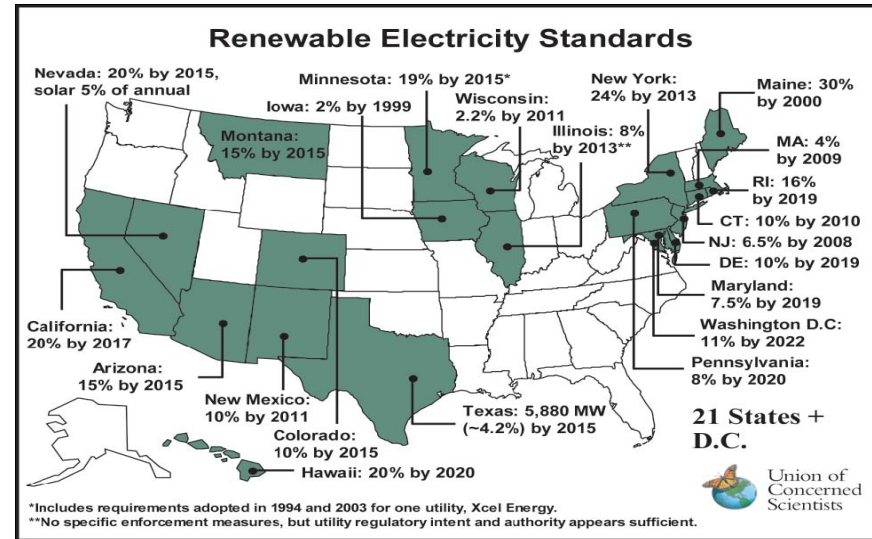 Renewable Electricity Standards
Nevada: 20% by 2015,
solar 5% of annual
Minnesota: 19% by 2015*
Iowa: 2% by 1999
Wisconsin:
2.2% by 2011
Illinois: 8%
by 2013**
New York:
24% by 2013
Maine: 30%
by 2000
Montana:
15% by 2015
MA: 4%
by 2009
RI: 16%
by 2019
CT: 10% by 2010
NJ: 6.5% by 2008
DE: 10% by 2019
Maryland:
7.5% by 2019
Washington D.C:
11% by 2022
Pennsylvania:
8% by 2020
California:
20% by 2017
Arizona:
15% by 2015
New Mexico:
10% by 2011
Colorado:
10% by 2015
Texas: 5,880 MW
(~4.2%) by 2015
Hawaii: 20% by 2020
21 States +
D.C.
Union of
Concerned
Scientists
*Includes requirements adopted in 1994 and 2003 for one utility, Xcel Energy.
**No specific enforcement measures, but utility regulatory intent and authority appears sufficient.